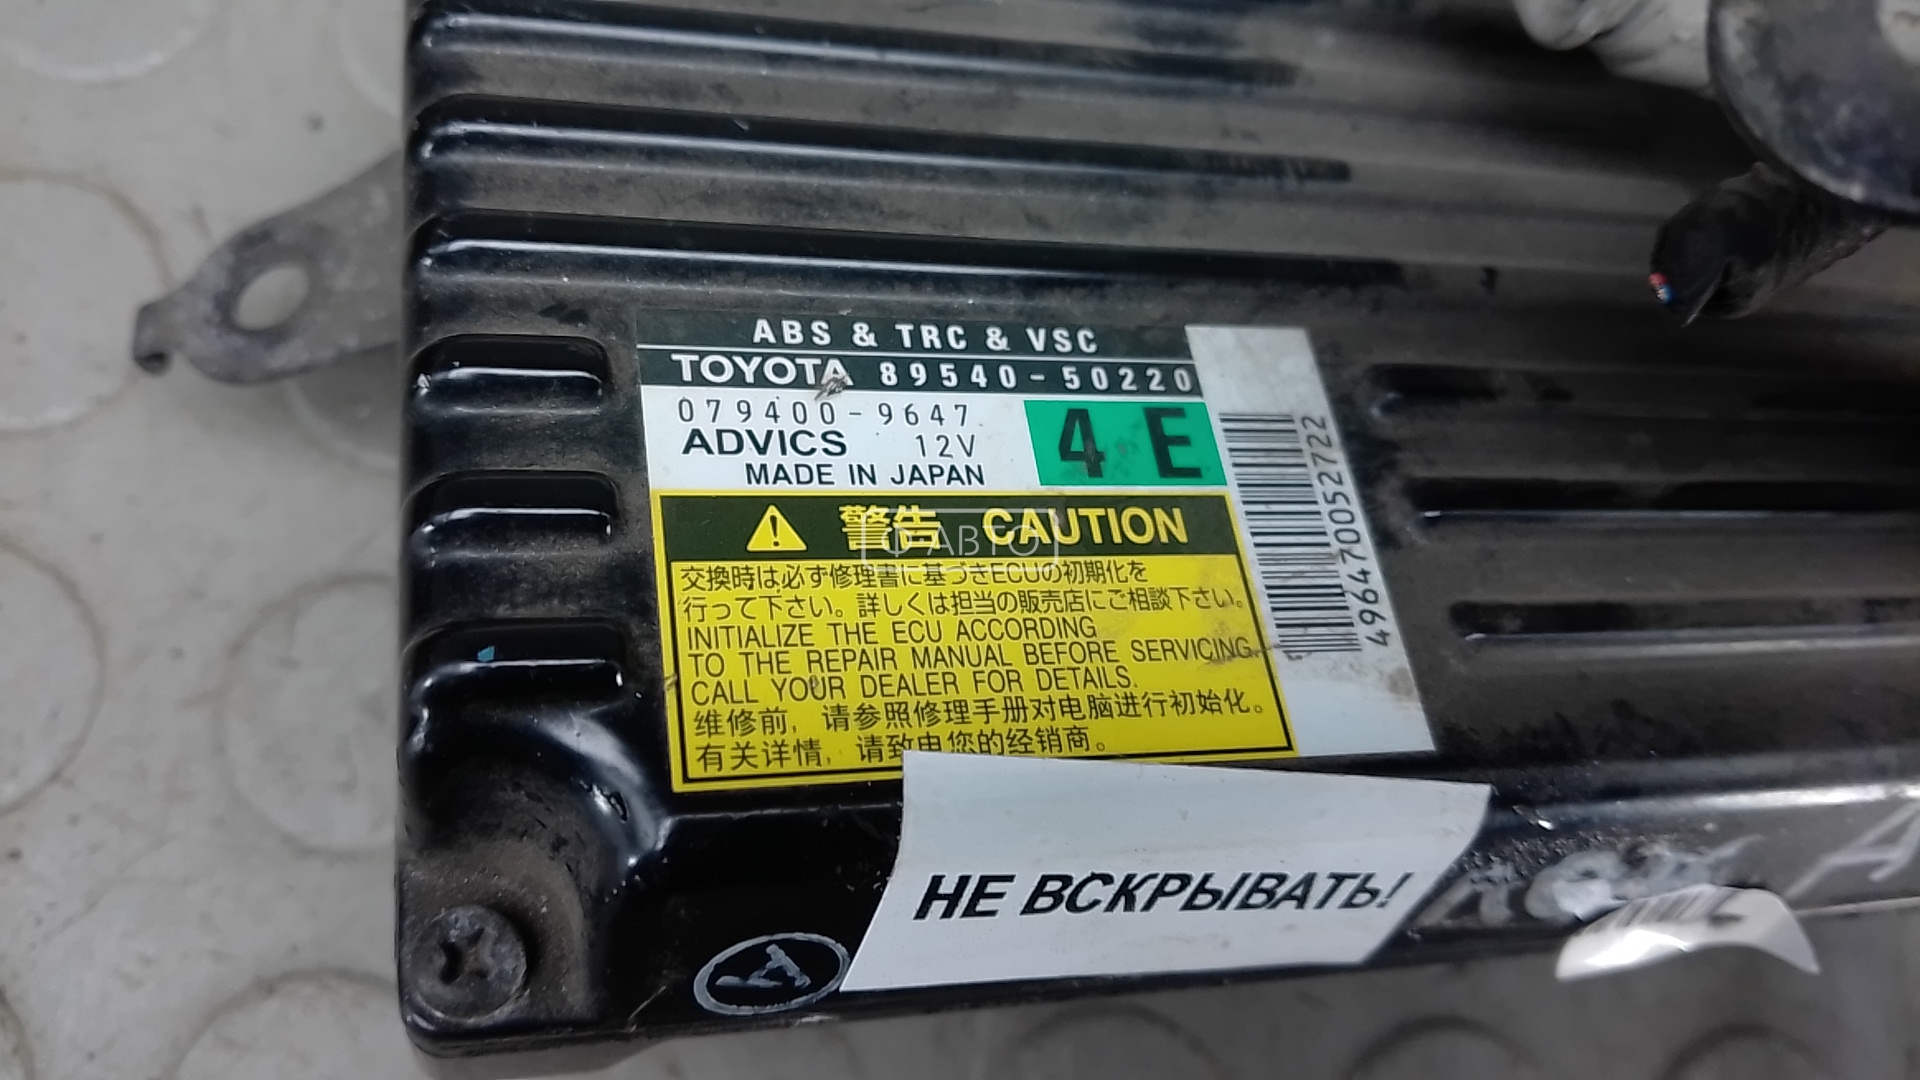 ABS & TRC & VSC
TOYOTA 89540-50220
079400-9647
ADVICS 12V
MADE IN JAPAN
4E
496470052722
警告 CAUTION
Ф АВТО
交換時は必ず修理書に基づきECUの初期化を
行って下さい。詳しくは担当の販売店にご相談下さい。
INITIALIZE THE ECU ACCORDING
TO THE REPAIR MANUAL BEFORE SERVICING.
CALL YOUR DEALER FOR DETAILS.
维修前，请参照修理手册对电脑进行初始化。
有关详情，请致电您的经销商。
НЕ ВСКРЫВАТЬ!
A